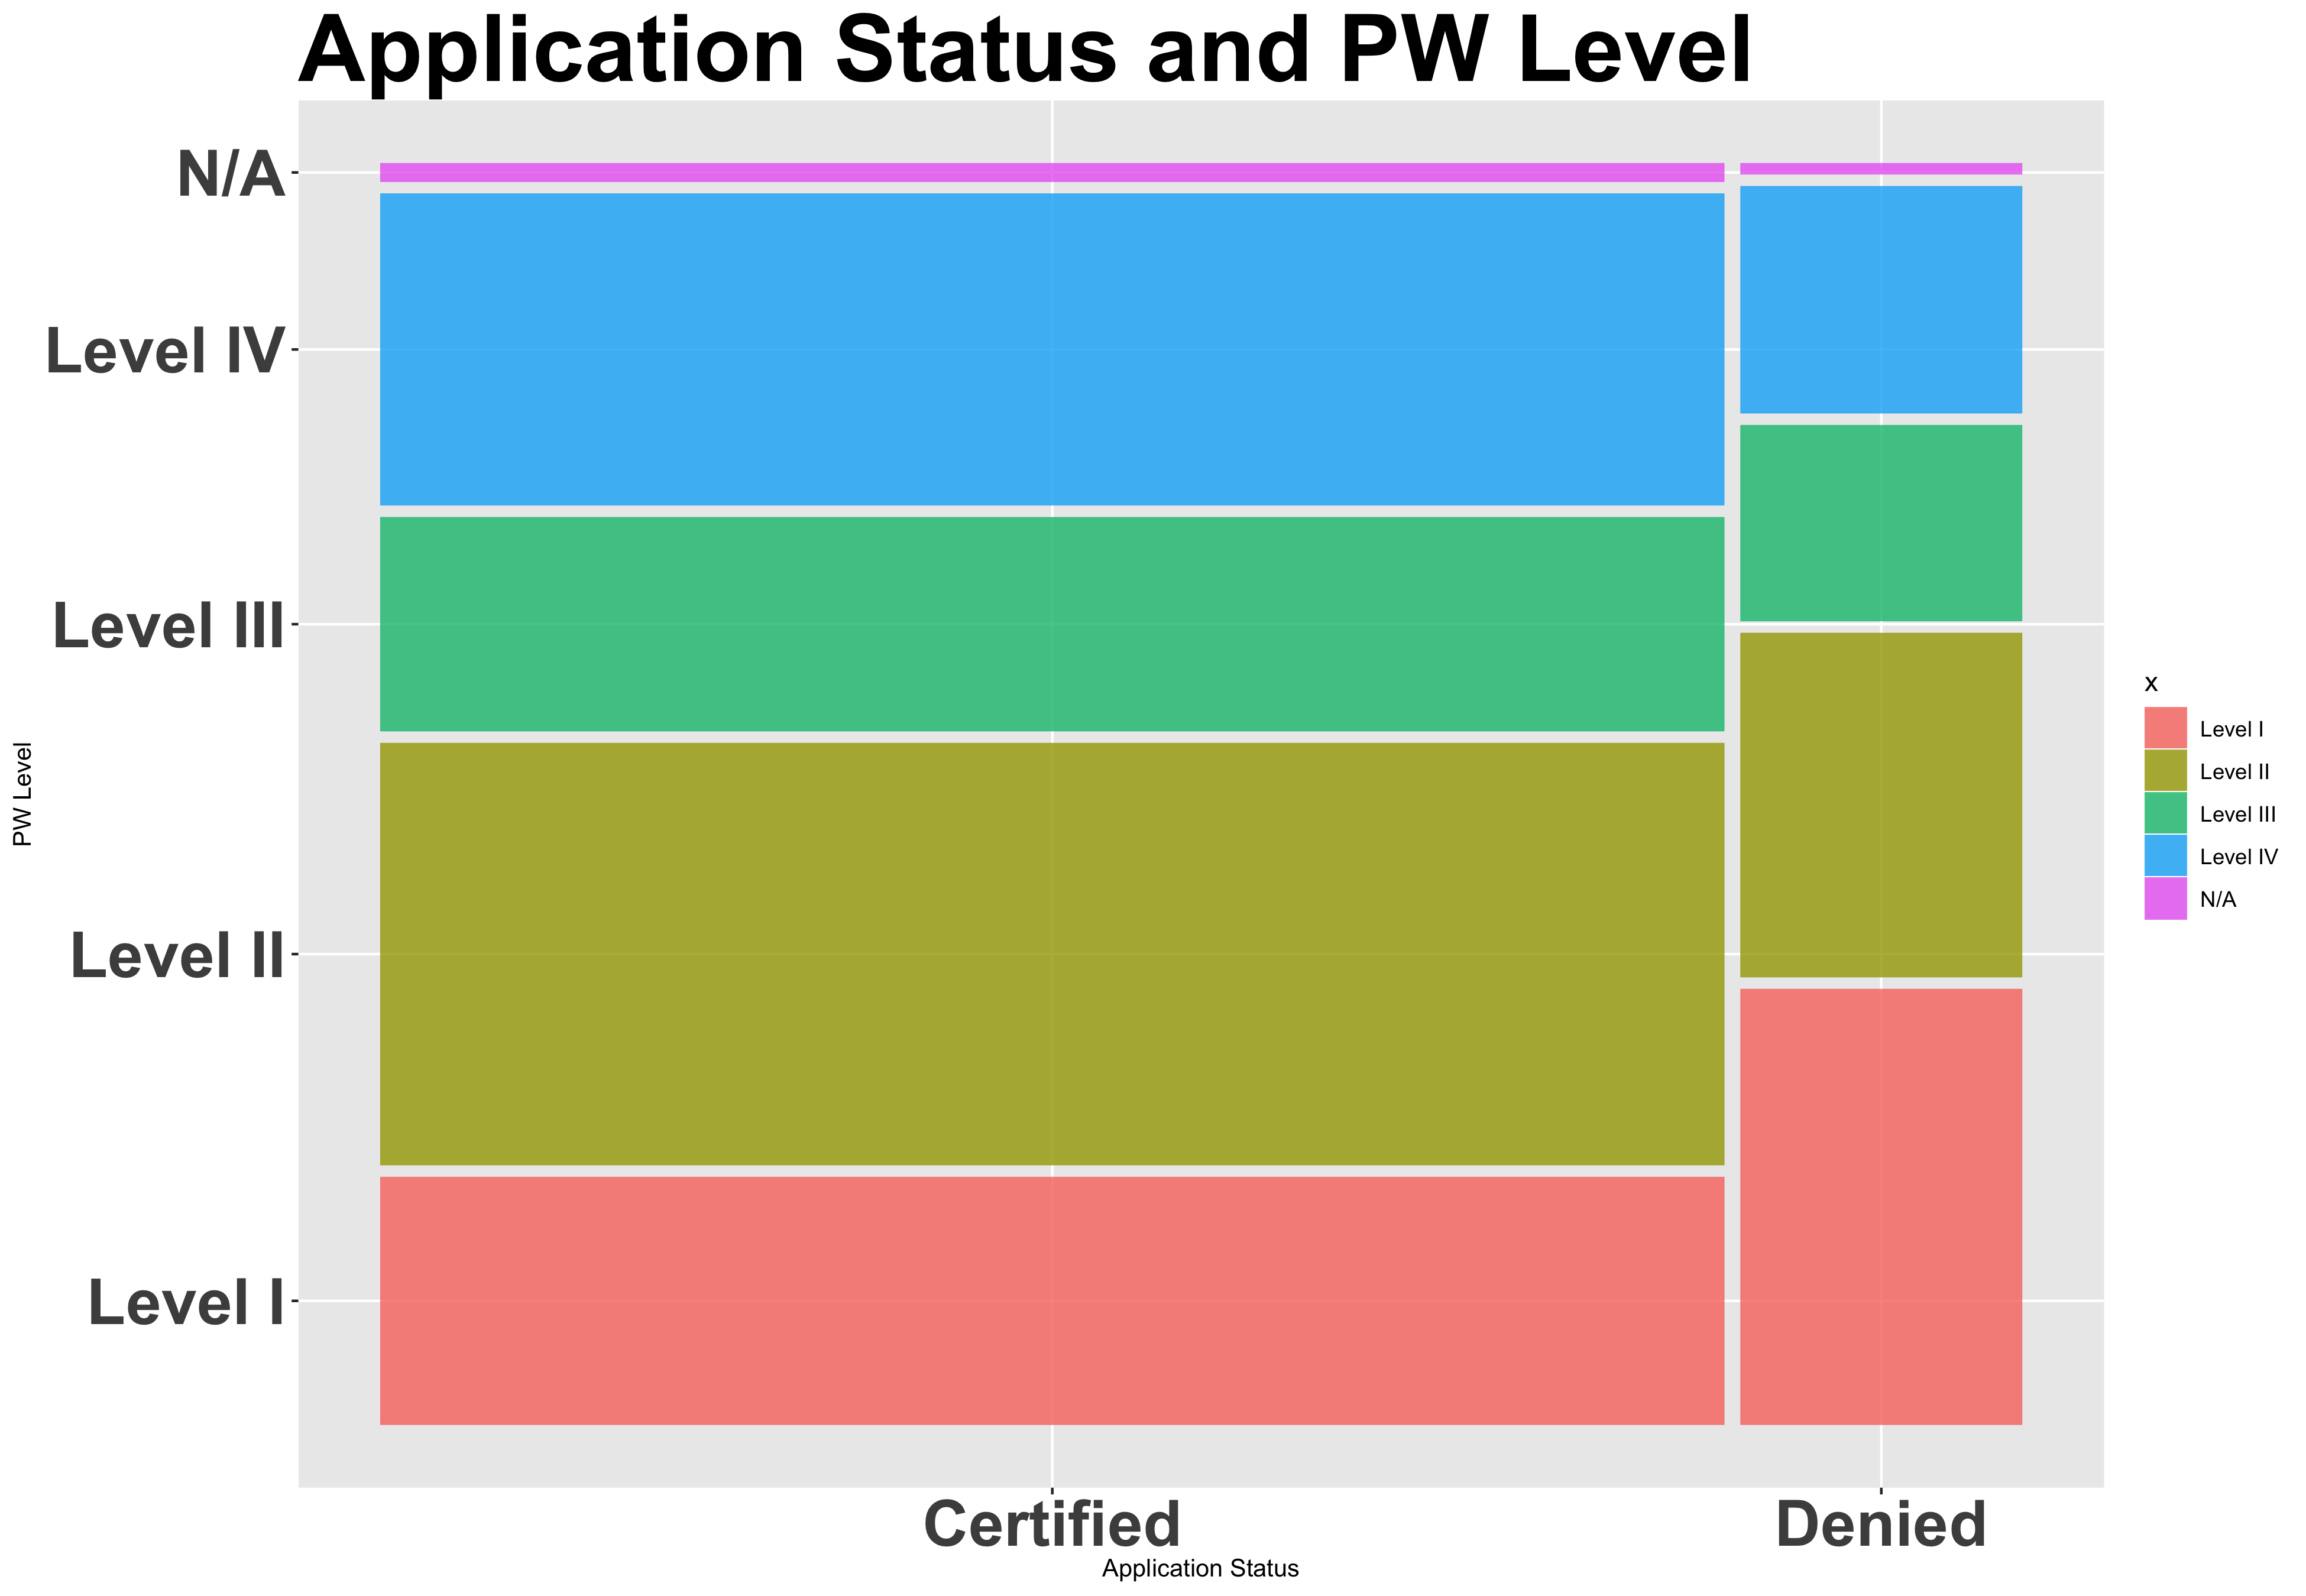 Application Status and PW Level
N/A
Level IV
Level III
Level II
Level I
PW Level
Certified
Denied
Application Status
x
Level I
Level II
Level III
Level IV
N/A